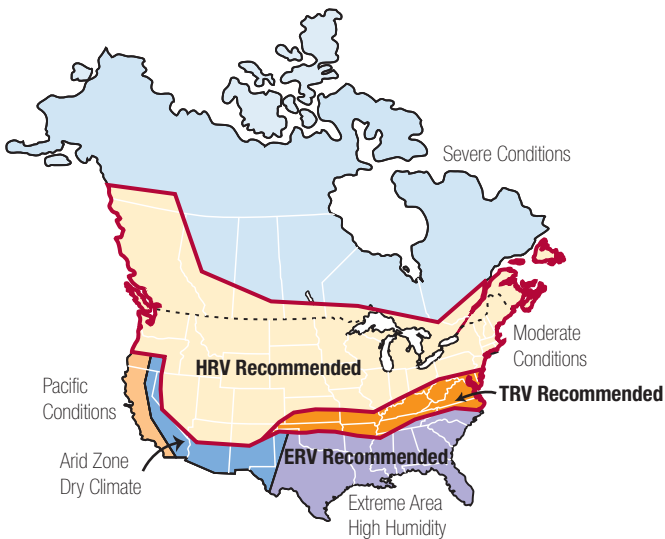 Severe Conditions
Moderate
Conditions
HRV Recommended
TRV Recommended
Pacific
Conditions
ERV Recommended
Arid Zone
Dry Climate
Extreme Area
High Humidity